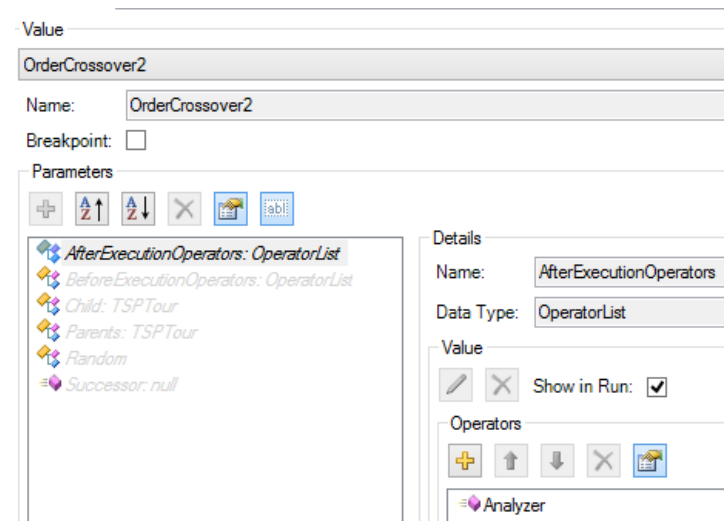 Value
OrderCrossover2
Name: OrderCrossover2
Breakpoint:
Parameters
AfterExecutionOperators: OperatorList
BeforeExecutionOperators: OperatorList
Child: TSPTour
Parents: TSPTour
Random
Successor: null
Details
Name: AfterExecutionOperators
Data Type: OperatorList
Value
Show in Run:
Operators
Analyzer